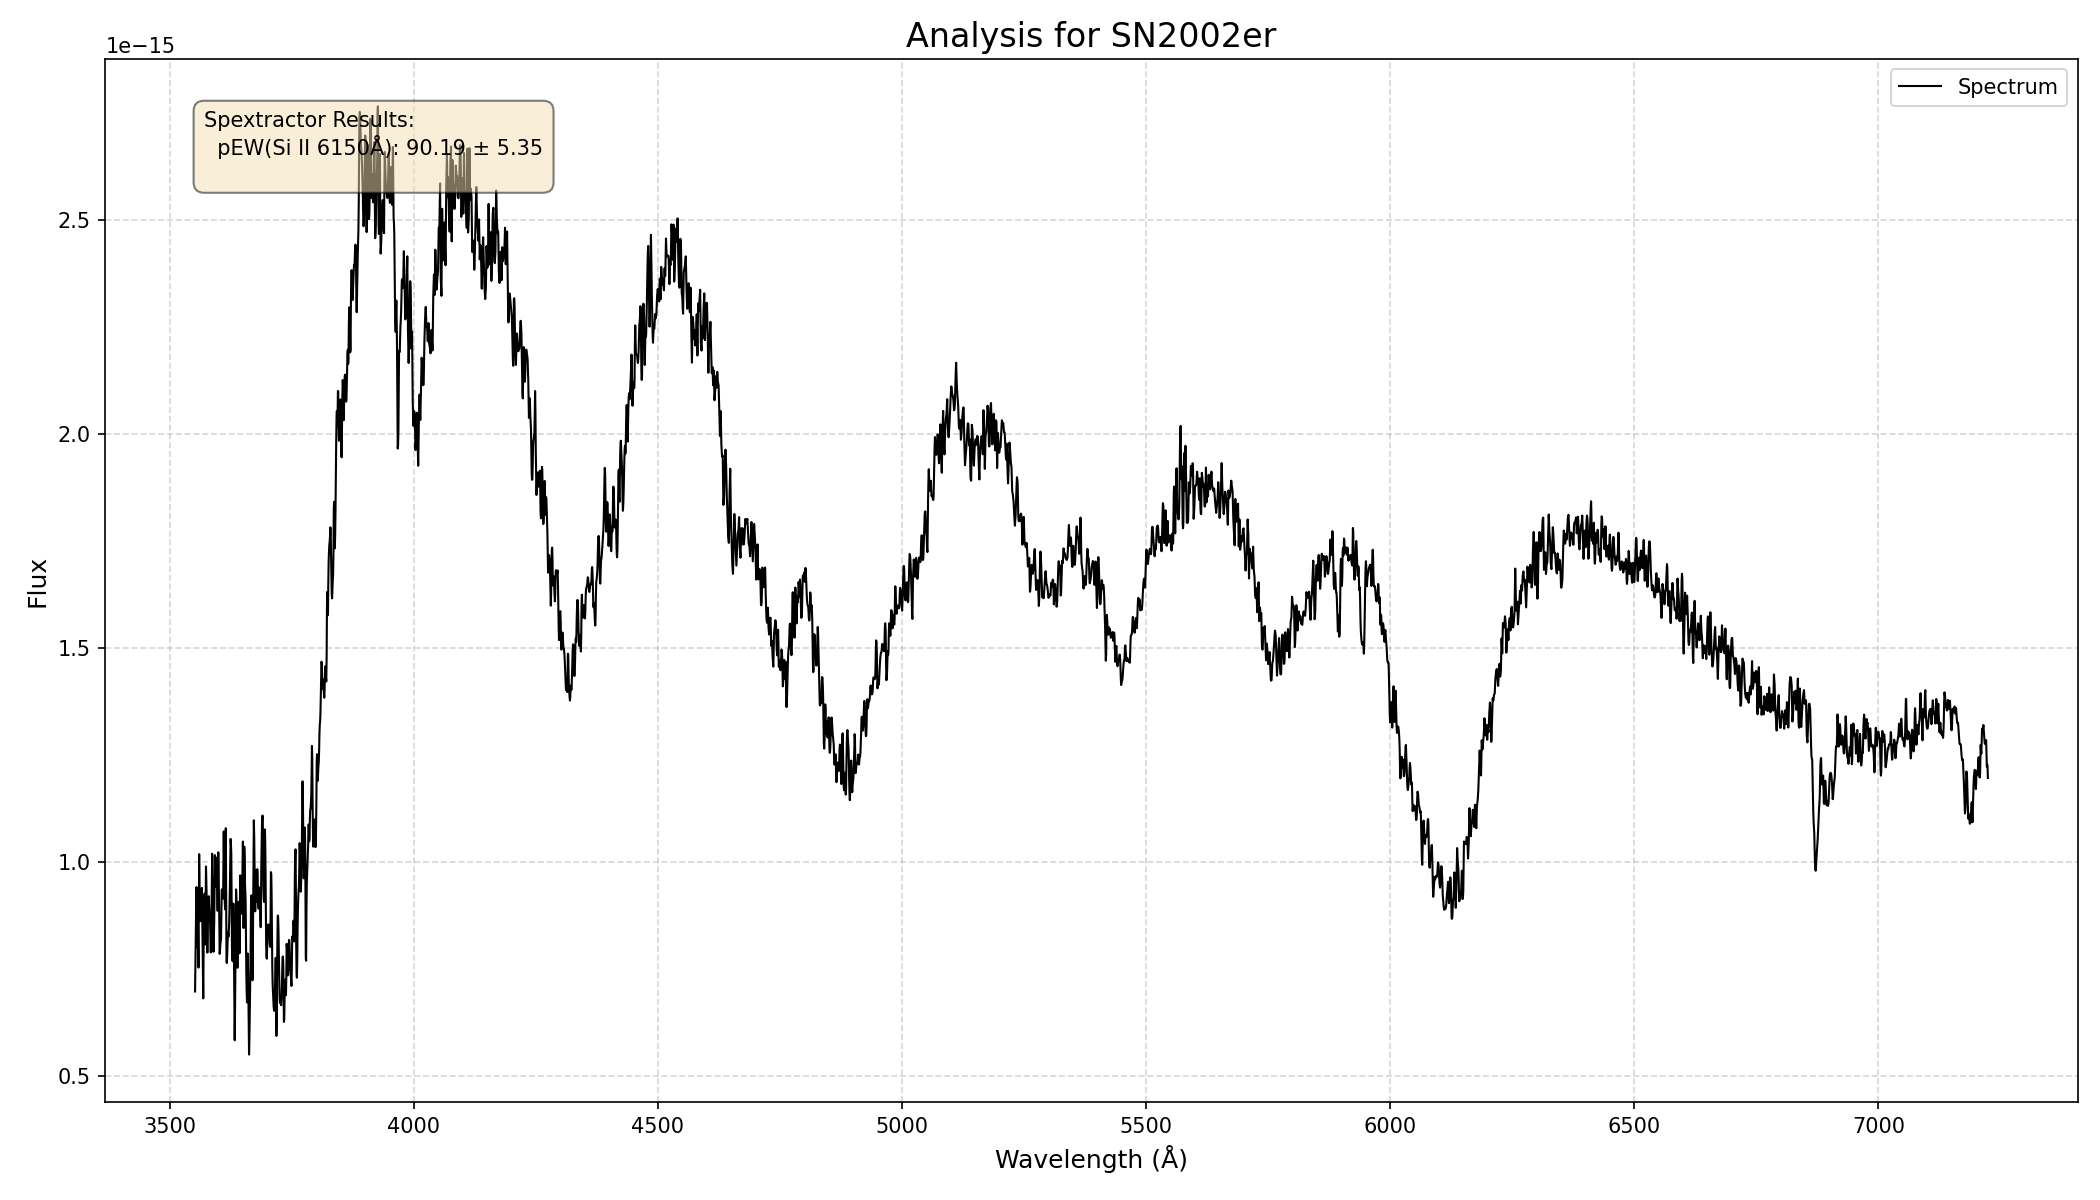 Analysis for SN2002er
1e−15
Spectrum
Spextractor Results:
pEW(Si II 6150Å): 90.19 ± 5.35
2.5
2.0
1.5
1.0
0.5
Flux
3500 4000 4500 5000 5500 6000 6500 7000
Wavelength (Å)